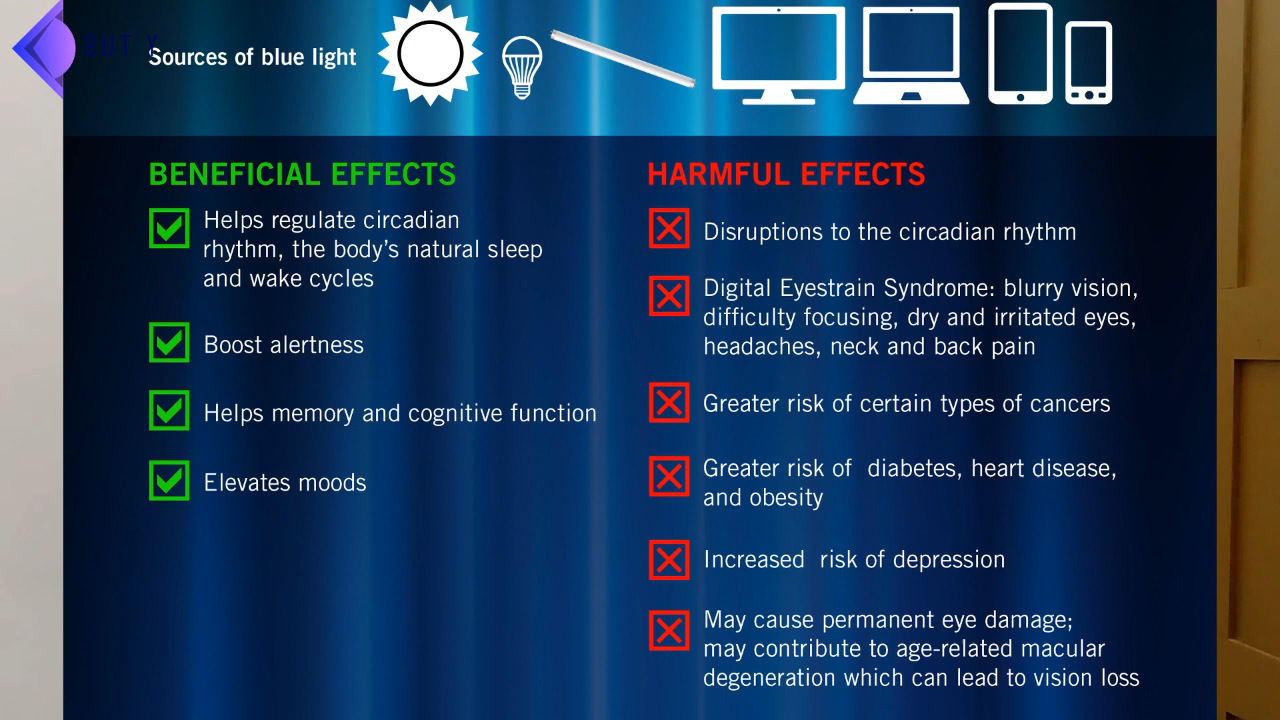 Sources of blue light
BENEFICIAL EFFECTS
Helps regulate circadian
rhythm, the body's natural sleep
and wake cycles
Boost alertness
Helps memory and cognitive function
Elevates moods
HARMFUL EFFECTS
Disruptions to the circadian rhythm
Digital Eyestrain Syndrome: blurry vision,
difficulty focusing, dry and irritated eyes,
headaches, neck and back pain
Greater risk of certain types of cancers
Greater risk of diabetes, heart disease,
and obesity
Increased risk of depression
May cause permanent eye damage;
may contribute to age-related macular
degeneration which can lead to vision loss